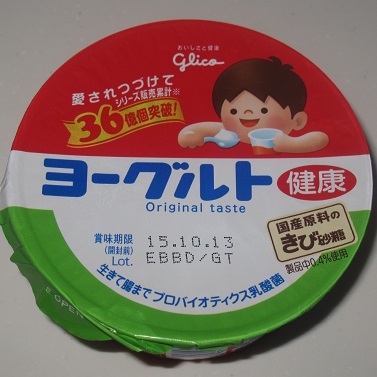 おいしさと健康
Glico
愛されつづけて
シリーズ販売累計※
36億個突破!
ヨーグルト 健康
Original taste
国産原料の
きび砂糖
製品中0.4%使用
賞味期限 15.10.13
(開封前)
Lot. EBBD/GT
生きて腸まで プロバイオティクス乳酸菌
OPEN